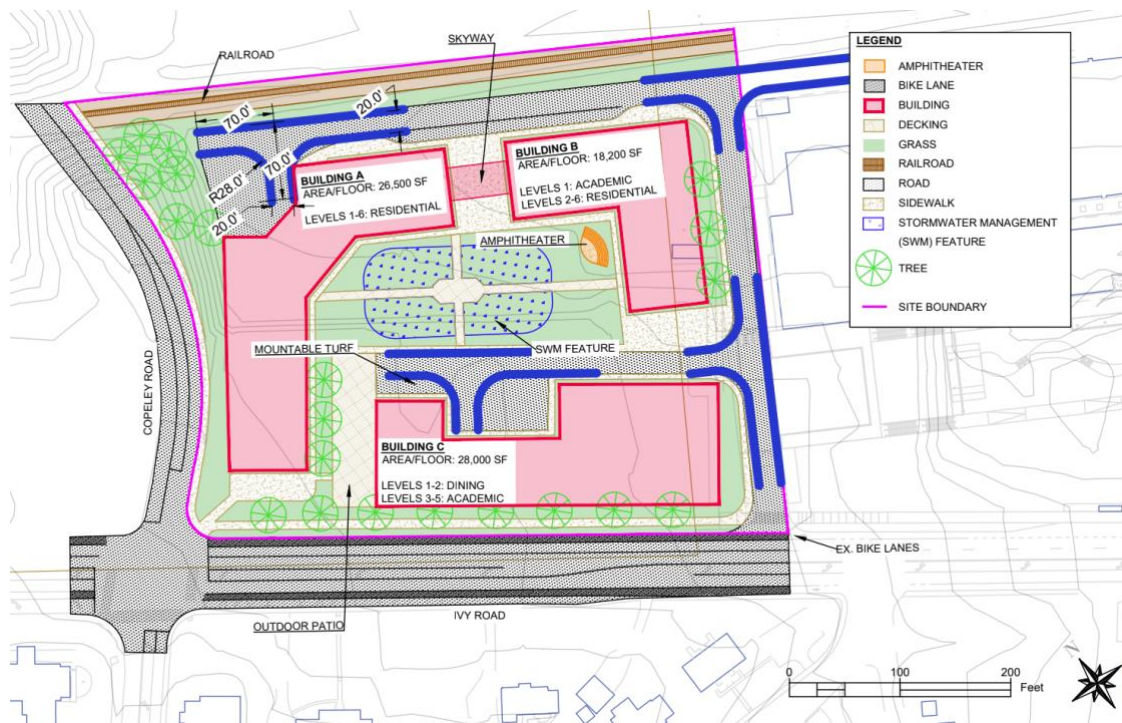 SKYWAY
RAILROAD
20.0'
70.0'
70.0'
R28.0'
20.0'
BUILDING A
AREA/FLOOR: 26,500 SF
LEVELS 1-6: RESIDENTIAL
BUILDING B
AREA/FLOOR: 18,200 SF
LEVELS 1: ACADEMIC
LEVELS 2-6: RESIDENTIAL
AMPHITHEATER
MOUNTABLE TURF
SWM FEATURE
COPELEY ROAD
BUILDING C
AREA/FLOOR: 28,000 SF
LEVELS 1-2: DINING
LEVELS 3-5: ACADEMIC
EX. BIKE LANES
OUTDOOR PATIO
IVY ROAD
LEGEND
AMPHITHEATER
BIKE LANE
BUILDING
DECKING
GRASS
RAILROAD
ROAD
SIDEWALK
STORMWATER MANAGEMENT
(SWM) FEATURE
TREE
SITE BOUNDARY
0 100 200
Feet
N